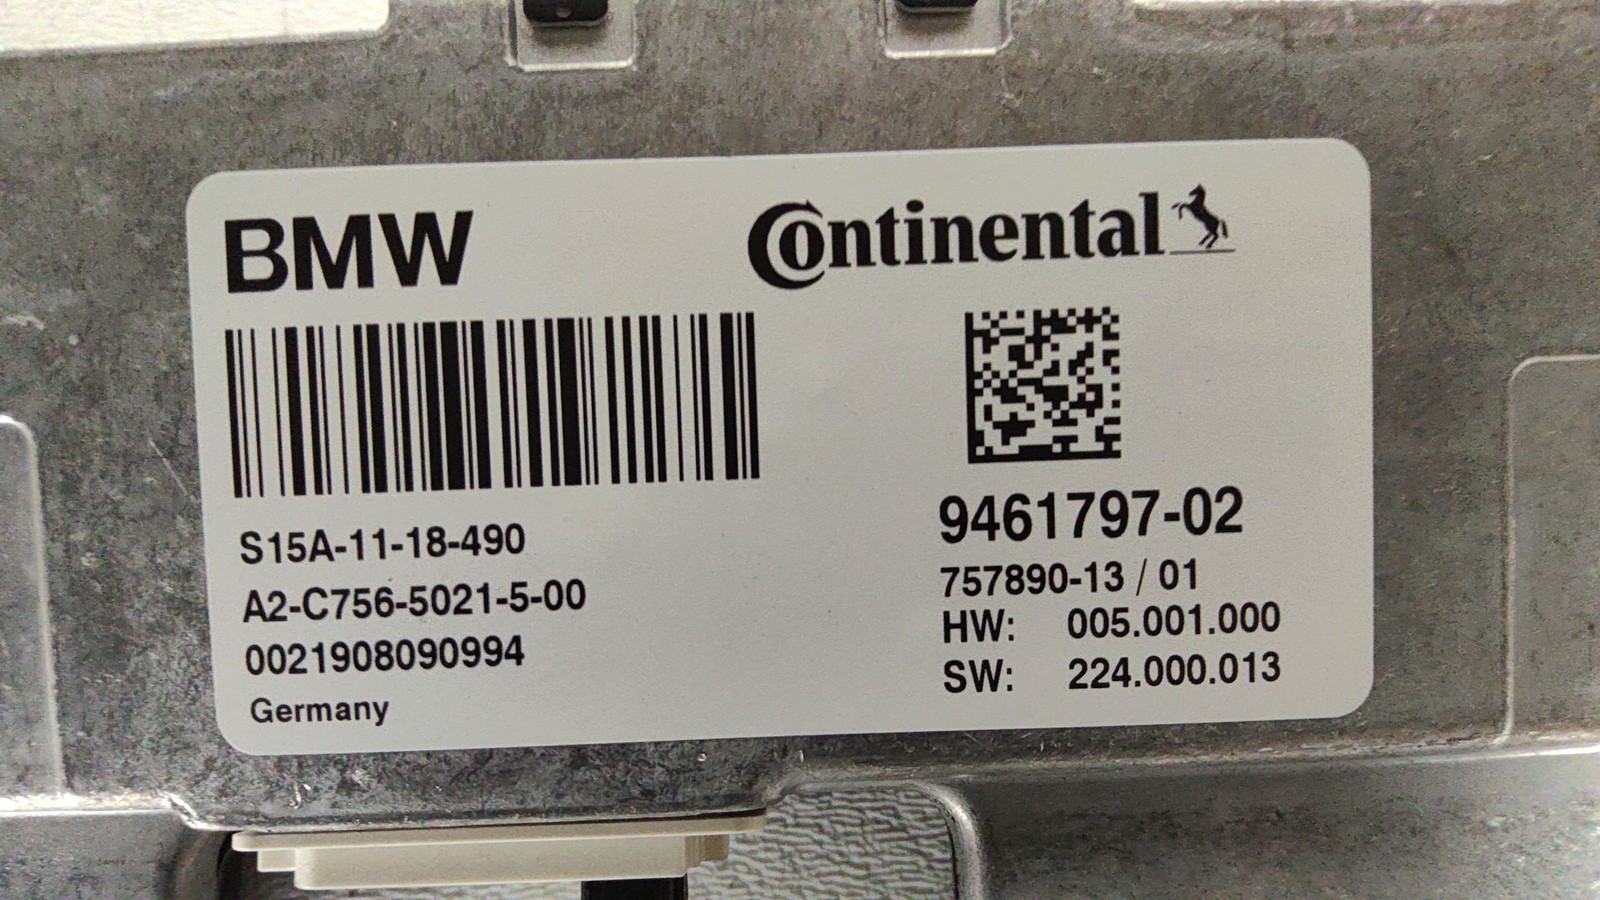 BMW
Continental
S15A-11-18-490
A2-C756-5021-5-00
0021908090994
Germany
9461797-02
757890-13 / 01
HW: 005.001.000
SW: 224.000.013